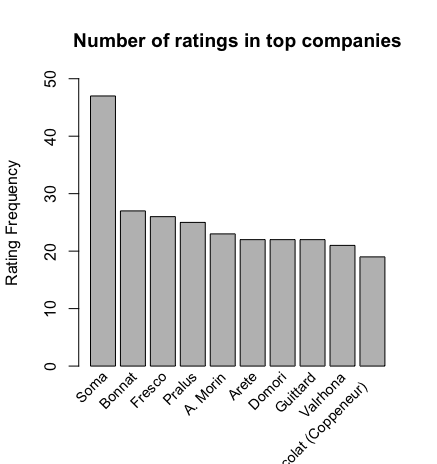 Number of ratings in top companies
Rating Frequency
50
40
30
20
10
0
Soma
Bonnat
Fresco
Pralus
A. Morin
Arete
Domori
Guittard
Valrhona
(Coppeneur)